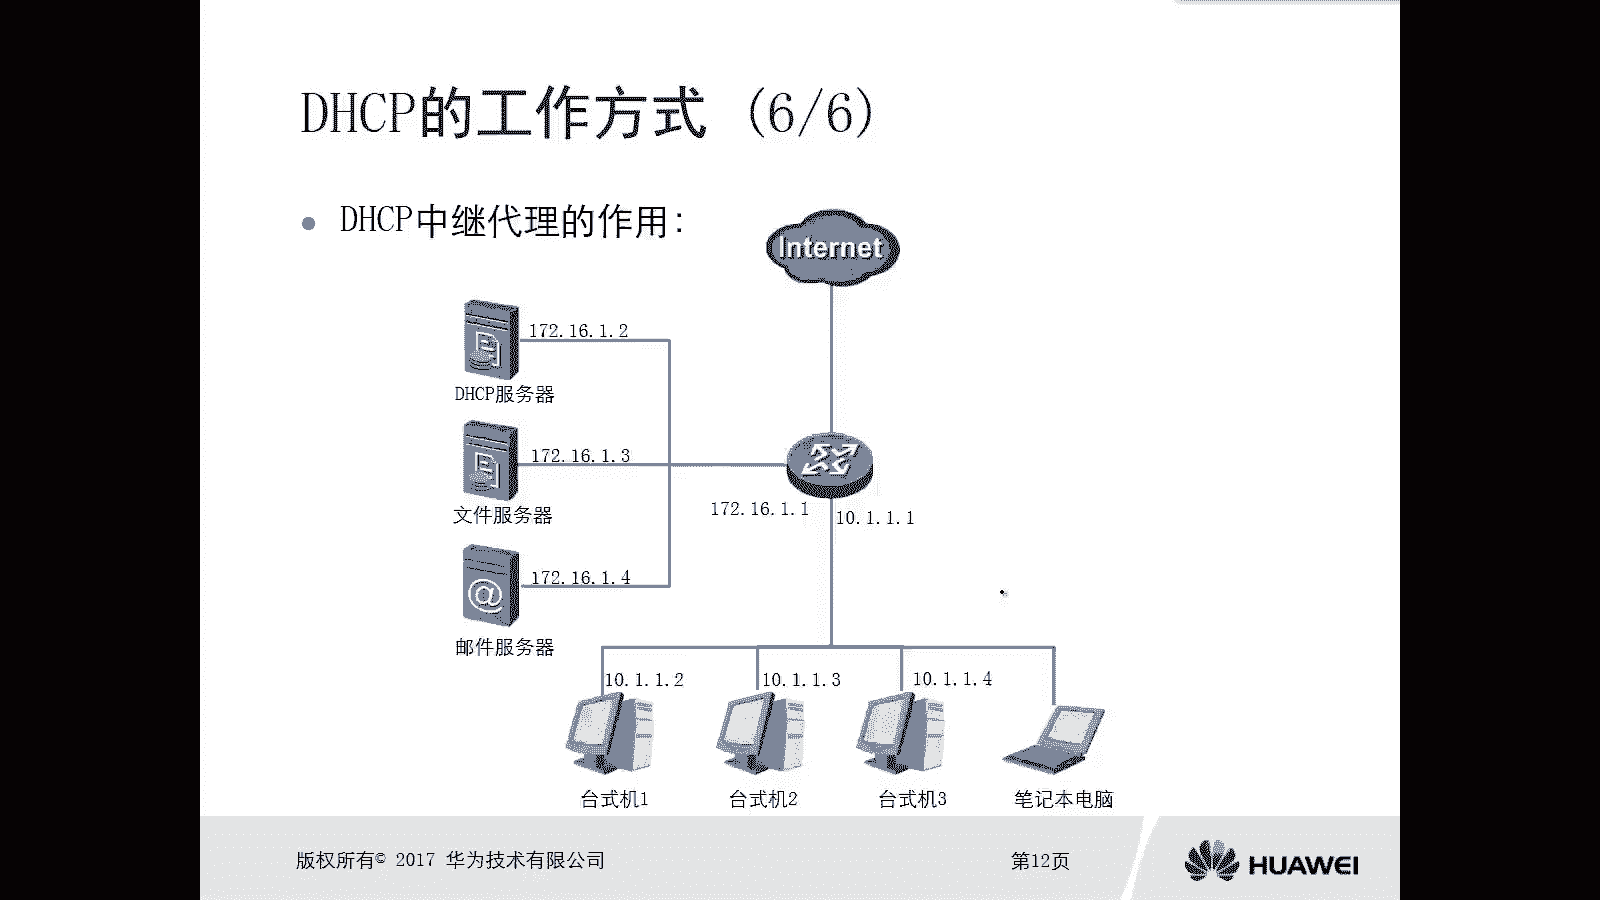 DHCP的工作方式 (6/6)
DHCP中继代理的作用:
Internet
172.16.1.2
DHCP服务器
172.16.1.3
文件服务器
172.16.1.1
10.1.1.1
172.16.1.4
@
邮件服务器
10.1.1.2
10.1.1.3
10.1.1.4
台式机1
台式机2
台式机3
笔记本电脑
版权所有© 2017 华为技术有限公司
第12页
HUAWEI